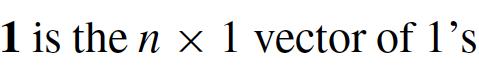 1 is the n × 1 vector of 1’s